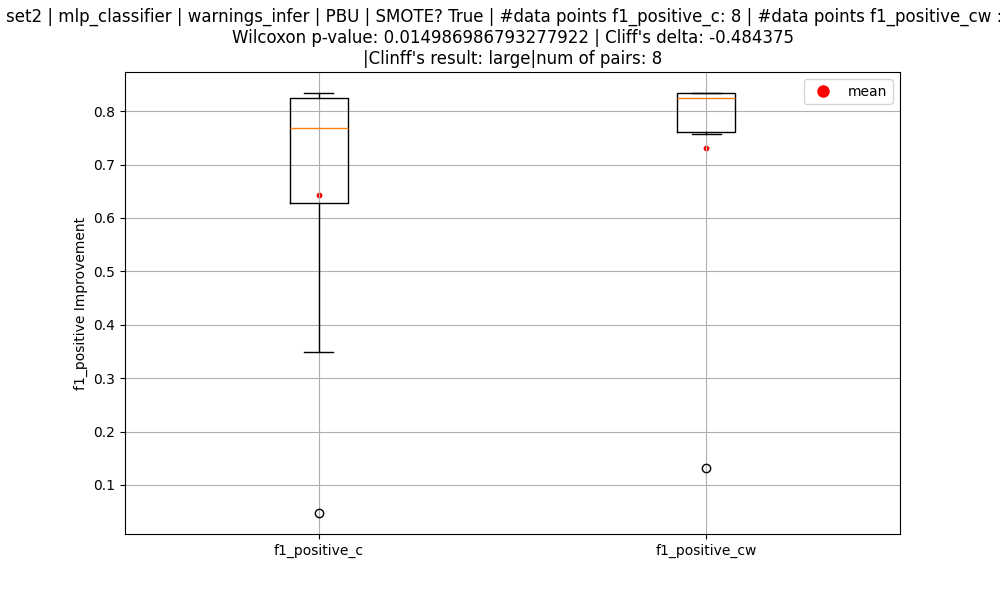 set2 | mlp_classifier | warnings_infer | PBU | SMOTE? True | #data points f1_positive_c: 8 | #data points f1_positive_cw :
Wilcoxon p-value: 0.014986986793277922 | Cliff's delta: -0.484375
|Clinff's result: large|num of pairs: 8
mean
0.8
0.7
0.6
0.5
0.4
0.3
0.2
0.1
f1_positive Improvement
f1_positive_c
f1_positive_cw